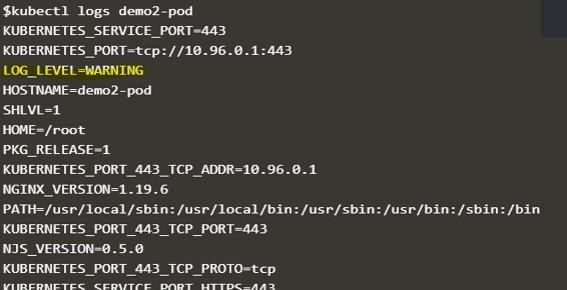 $kubectl logs demo2-pod
KUBERNETES_SERVICE_PORT=443
KUBERNETES_PORT=tcp://10.96.0.1:443
LOG_LEVEL=WARNING
HOSTNAME=demo2-pod
SHLVL=1
HOME=/root
PKG_RELEASE=1
KUBERNETES_PORT_443_TCP_ADDR=10.96.0.1
NGINX_VERSION=1.19.6
PATH=/usr/local/sbin:/usr/local/bin:/usr/sbin:/usr/bin:/sbin:/bin
KUBERNETES_PORT_443_TCP_PORT=443
NJS_VERSION=0.5.0
KUBERNETES_PORT_443_TCP_PROTO=tcp
KUBERNETES_SERVICE_PORT_HTTPS=443